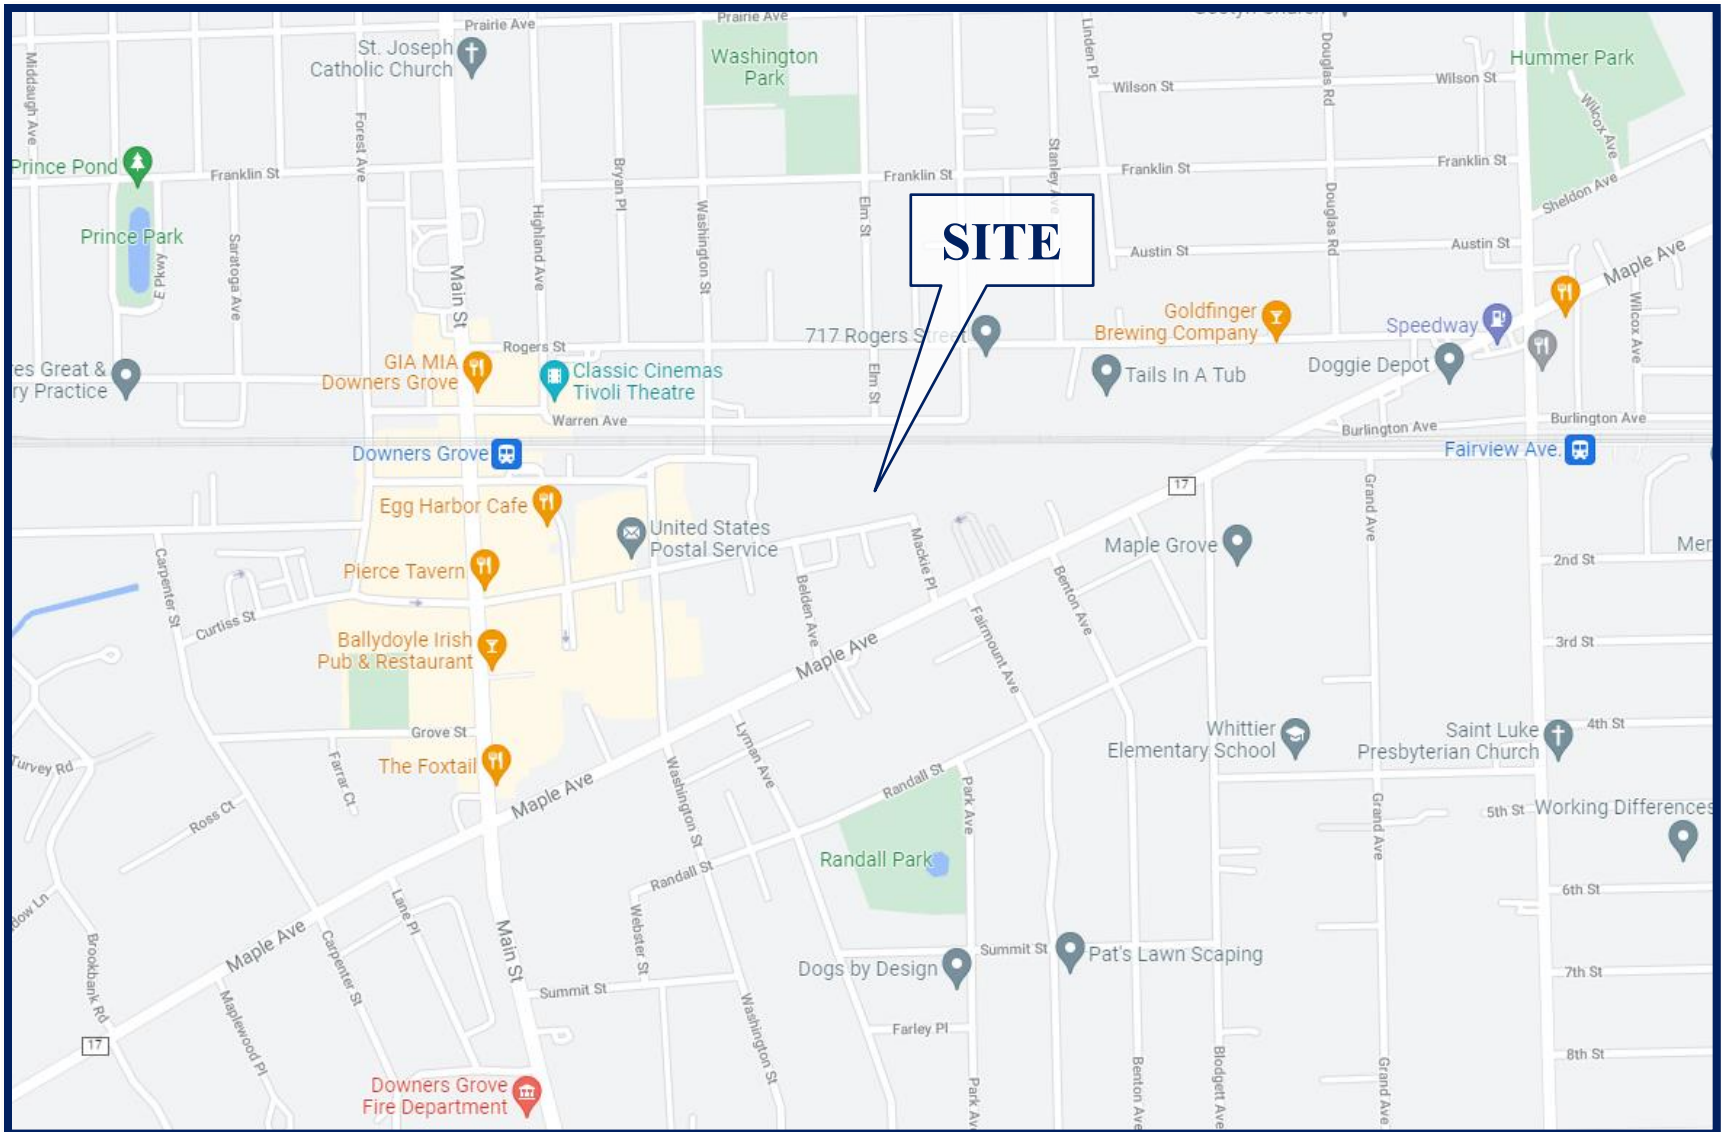 Prairie Ave
Prairie Ave
St. Joseph
Catholic Church
Washington
Park
Linden Pl
Douglas Rd
Hummer Park
Middaugh Ave
Wilson St
Wilson St
Wilcox Ave
Forest Ave
Prince Pond
Franklin St
Bryan Pl
Franklin St
Stanley Ave
Franklin St
Franklin St
Sheldon Ave
Prince Park
E Pkwy
Saratoga Ave
Highland Ave
Washington St
Elm St
SITE
Douglas Rd
Austin St
Austin St
Maple Ave
Main St
Wilcox Ave
Goldfinger
Brewing Company
Speedway
717 Rogers Street
Rogers St
GIA MIA
Downers Grove
Classic Cinemas
Tivoli Theatre
Elm St
Tails In A Tub
Doggie Depot
es Great &
ry Practice
Warren Ave
Burlington Ave
Burlington Ave
Downers Grove
Fairview Ave.
17
Egg Harbor Cafe
United States
Postal Service
Mackie Pl
Maple Grove
Grand Ave
2nd St
Mer
Carpenter St
Pierce Tavern
Belden Ave
Benton Ave
Curtiss St
Fairmount Ave
Ballydoyle Irish
Pub & Restaurant
Maple Ave
3rd St
Grove St
Lyman Ave
Whittier
Elementary School
Saint Luke
Presbyterian Church
4th St
Turvey Rd
Farrar Ct
The Foxtail
Maple Ave
Washington St
Randall St
Park Ave
Ross Ct
Grand Ave
5th St
Working Differences
Randall Park
Randall St
6th St
dow Ln
Lane Pl
Webster St
Brookbank Rd
Maple Ave
Carpenter St
Main St
Summit St
Pat's Lawn Scaping
Dogs by Design
7th St
Summit St
Maplewood Pl
Washington St
Farley Pl
17
8th St
Downers Grove
Fire Department
Park Av
Benton Ave
Blodgett Ave
Grand Ave